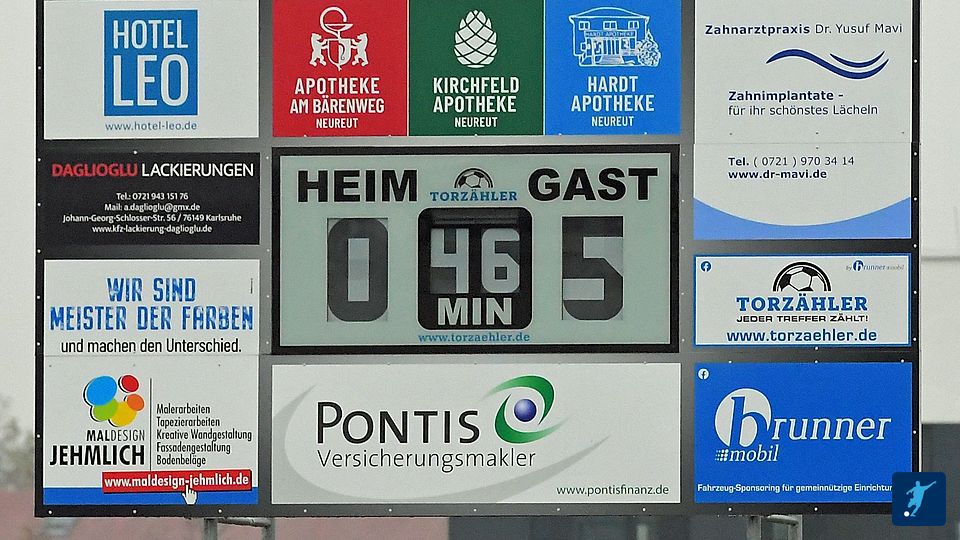 HOTEL
LEO
www.hotel-leo.de
APOTHEKE
AM BÄRENWEG
NEUREUT
KIRCHFELD
APOTHEKE
NEUREUT
HARDT APOTHEKE
HARDT
APOTHEKE
NEUREUT
Zahnarztpraxis Dr. Yusuf Mavi
Zahnimplantate -
für ihr schönstes Lächeln
Tel. ( 0721 ) 970 34 14
www.dr-mavi.de
DAGLIOGLU LACKIERUNGEN
Tel.: 0721 943 151 76
Mail: a.daglioglu@gmx.de
Johann-Georg-Schlosser-Str. 56 / 76149 Karlsruhe
www.kfz-lackierung-daglioglu.de
HEIM TORZÄHLER GAST
0 46 5
MIN
www.torzaehler.de
WIR SIND
MEISTER DER FARBEN
und machen den Unterschied.
MALDESIGN
JEHMLICH
Malerarbeiten
Tapezierarbeiten
Kreative Wandgestaltung
Fassadengestaltung
Bodenbeläge
www.maldesign-jehmlich.de
PONTIS
Versicherungsmakler
www.pontisfinanz.de
by brunner mobil
TORZÄHLER
JEDER TREFFER ZÄHLT!
www.torzaehler.de
brunner
mobil
Fahrzeug-Sponsoring für gemeinnützige Einrichtu